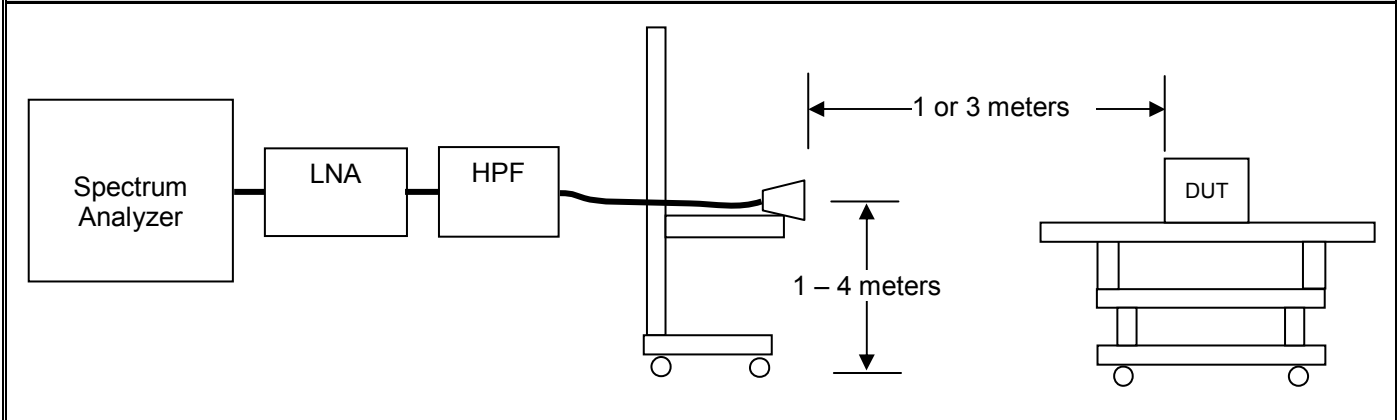 Spectrum
Analyzer
LNA
HPF
1 or 3 meters
1 – 4 meters
DUT